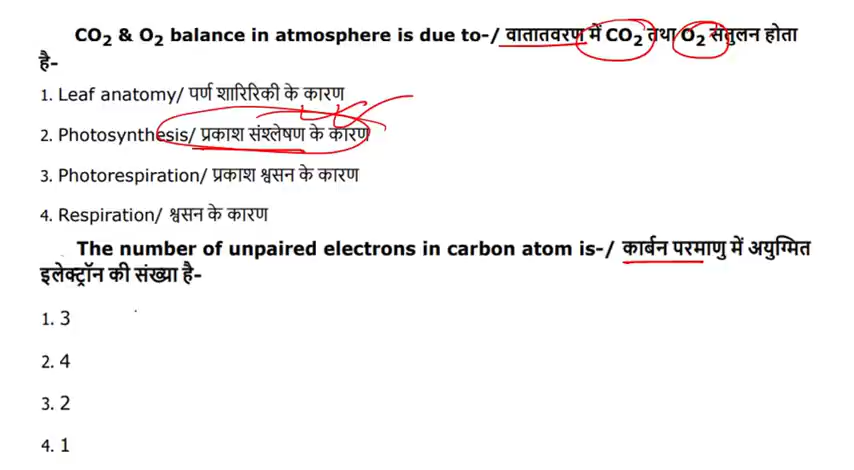 CO₂ & O₂ balance in atmosphere is due to-/ वातातवरण में CO₂ तथा O₂ संतुलन होता
है-
1. Leaf anatomy/ पर्ण शारिरिकी के कारण
2. Photosynthesis/ प्रकाश संश्लेषण के कारण
3. Photorespiration/ प्रकाश श्वसन के कारण
4. Respiration/ श्वसन के कारण
The number of unpaired electrons in carbon atom is-/ कार्बन परमाणु में अयुग्मित
इलेक्ट्रॉन की संख्या है-
1. 3
2. 4
3. 2
4. 1